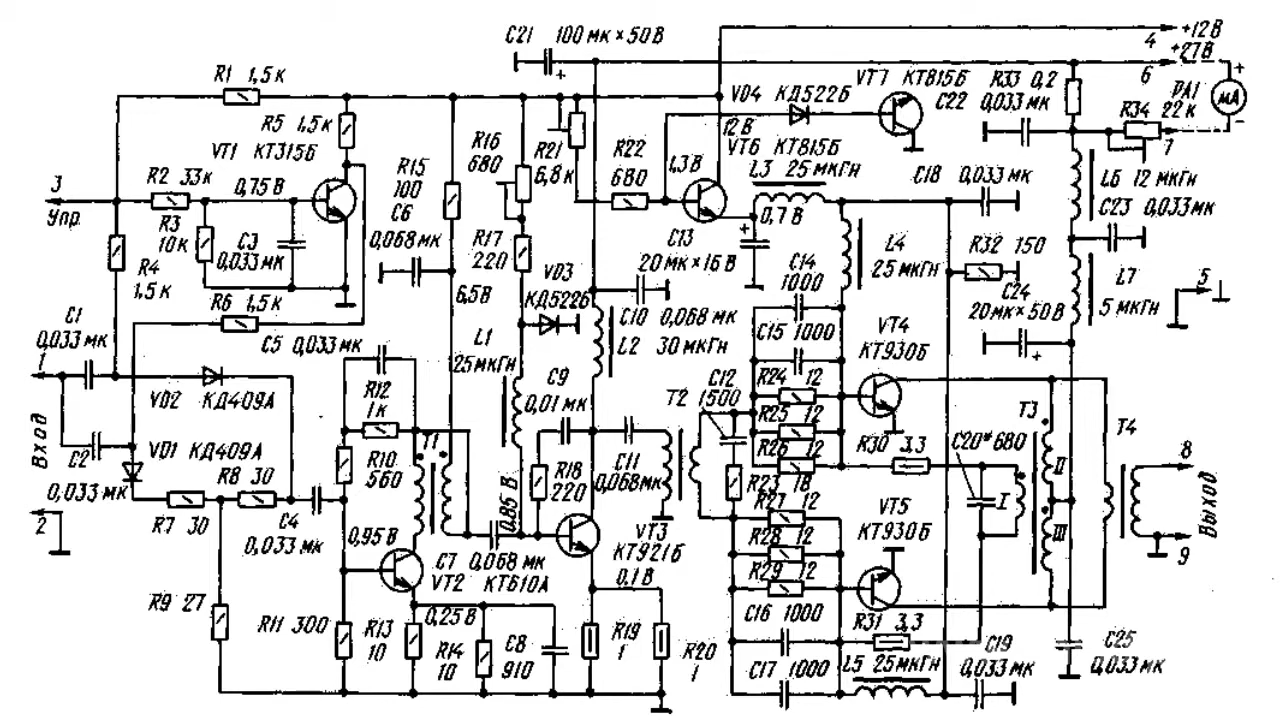 C21 100 мк × 50 В
+12 В
4
+27 В
6
R1 1,5 к
VD4 КД522Б
VT7 КТ815Б
R33 0,2
C22
0,033 мк
PA1
+
мА
−
R34 22 к
7
R5 1,5 к
VT1 КТ315Б
R16
680
R21
6,8 к
R22
680
12 В
VT6 КТ815Б
1,3 В
L3 25 мкГн
C18 0,033 мк
L6 12 мкГн
3
Упр.
R2 33 к
0,75 В
R15
100
C6
0,068 мк
R3
10 к
C3
0,033 мк
R4
1,5 к
R17
220
VD3
КД522Б
C13
20 мк × 16 В
+
0,7 В
C14
1000
L4
25 мкГн
R32 150
C23 0,033 мк
C24
20 мк × 50 В
+
L7
5 мкГн
5
R6 1,5 к
6,5 В
C1
0,033 мк
1
C5 0,033 мк
L1
25 мкГн
C10 0,068 мк
L2 30 мкГн
C15 1000
VT4
КТ930Б
VD2 КД409А
R12
1 к
C9
0,01 мк
T2
C12
1500
R24 12
R25 12
R26 12
T3
T4
Вход
C2
VD1 КД409А
0,033 мк
R8 30
R10
560
T1
R18
220
C11
0,068 мк
R23 18
R30 3,3
C20* 680
I
II
III
8
Выход
9
2
R7 30
C4
0,033 мк
0,95 В
0,85 В
C7 0,068 мк
VT2 КТ610А
VT3
КТ921Б
0,1 В
R27 12
R28 12
R29 12
VT5
КТ930Б
R9 27
R11 300
R13
10
0,25 В
R14
10
C8
910
R19
1
R20
1
C16 1000
C17 1000
R31 3,3
L5 25 мкГн
C19
0,033 мк
C25
0,033 мк